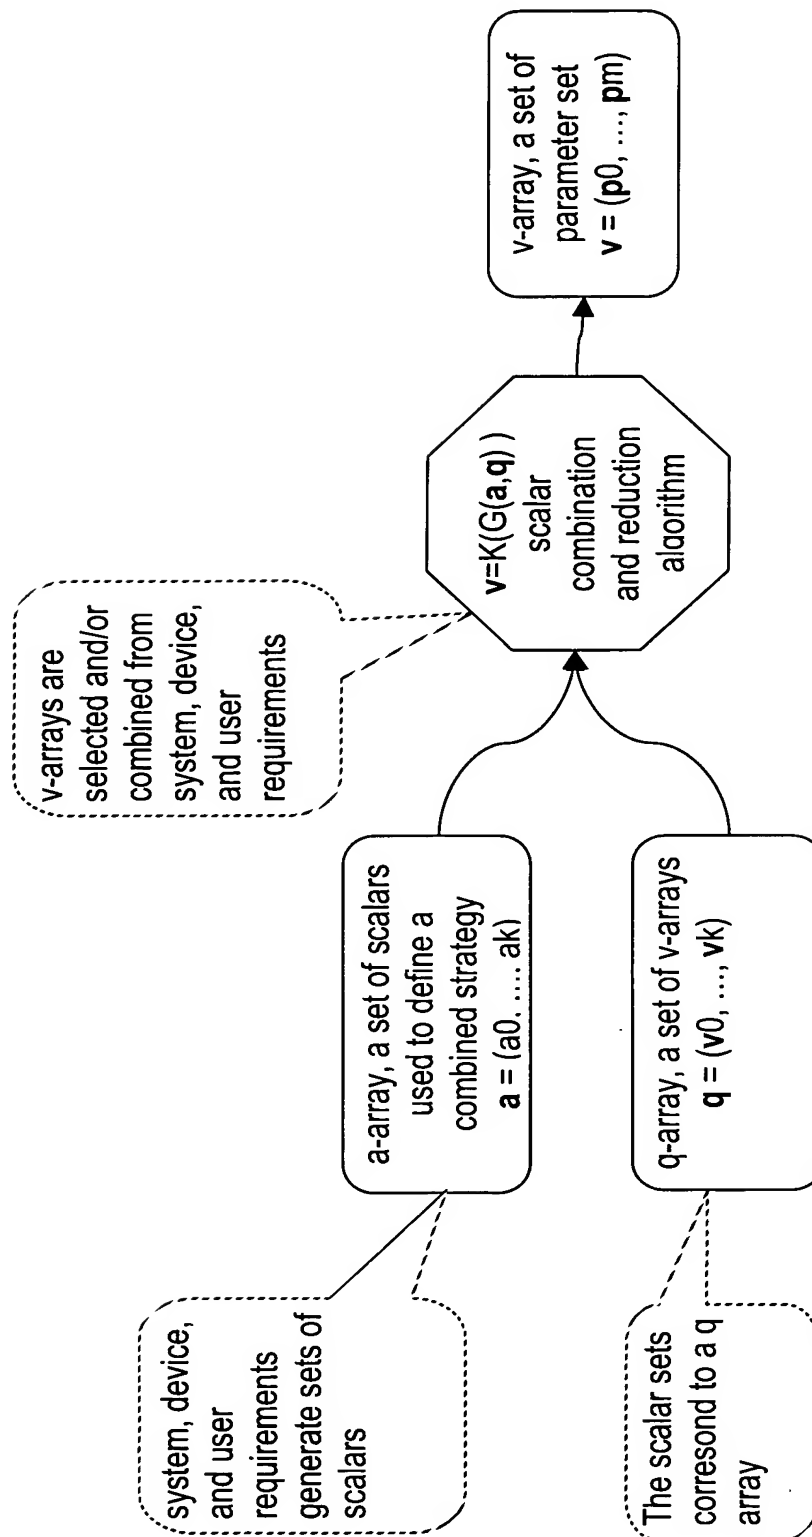 system, device,
and user
requirements
generate sets of
scalars
The scalar sets
corresond to a q
array
a-array, a set of scalars
used to define a
combined strategy
a = (a0, .... ak)
q-array, a set of v-arrays
q = (v0, ..., vk)
v-arrays are
selected and/or
combined from
system, device,
and user
requirements
v=K(G(a,q) )
scalar
combination
and reduction
algorithm
v-array, a set of
parameter set
v = (p0, ..., pm)